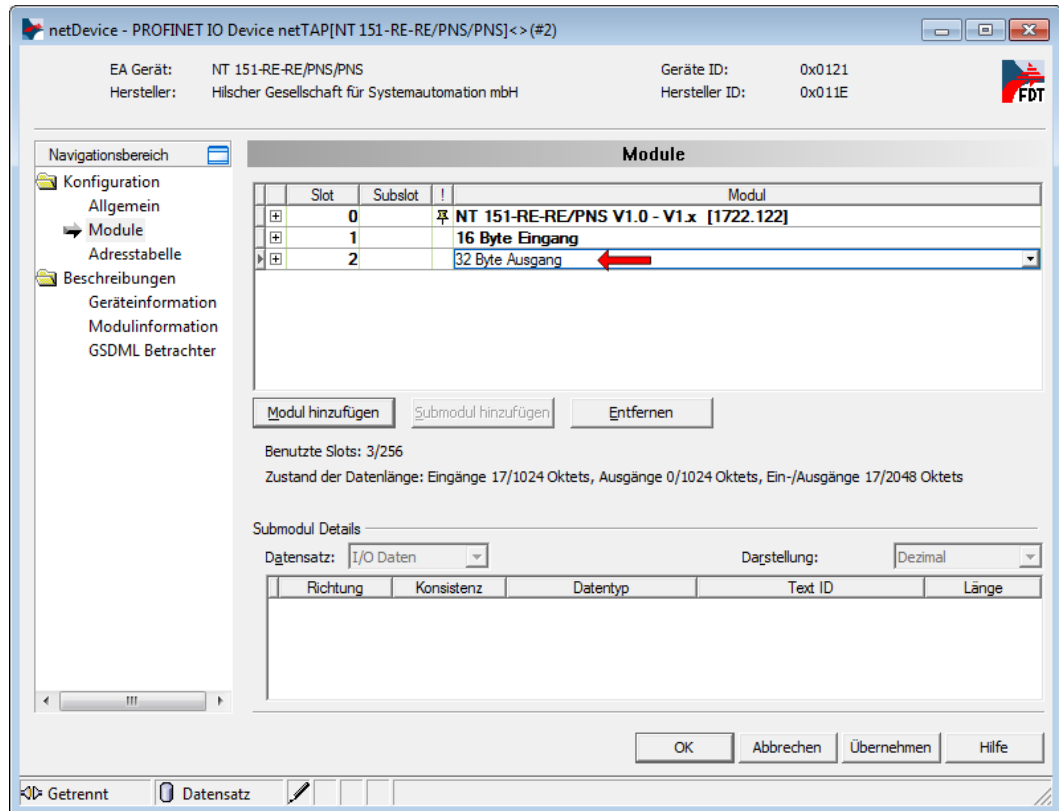 netDevice - PROFINET IO Device netTAP[NT 151-RE-RE/PNS/PNS]<>(#2)
EA Gerät: NT 151-RE-RE/PNS/PNS Geräte ID: 0x0121
Hersteller: Hilscher Gesellschaft für Systemautomation mbH Hersteller ID: 0x011E
FDT
Navigationsbereich
Konfiguration
Allgemein
Module
Adresstabelle
Beschreibungen
Geräteinformation
Modulinformation
GSDML Betrachter
Module
Slot Subslot ! Modul
0 NT 151-RE-RE/PNS V1.0 - V1.x [1722.122]
1 16 Byte Eingang
2 32 Byte Ausgang
Modul hinzufügen Submodul hinzufügen Entfernen
Benutzte Slots: 3/256
Zustand der Datenlänge: Eingänge 17/1024 Oktets, Ausgänge 0/1024 Oktets, Ein-/Ausgänge 17/2048 Oktets
Submodul Details
Datensatz: I/O Daten Darstellung: Dezimal
Richtung Konsistenz Datentyp Text ID Länge
OK Abbrechen Übernehmen Hilfe
Getrennt Datensatz